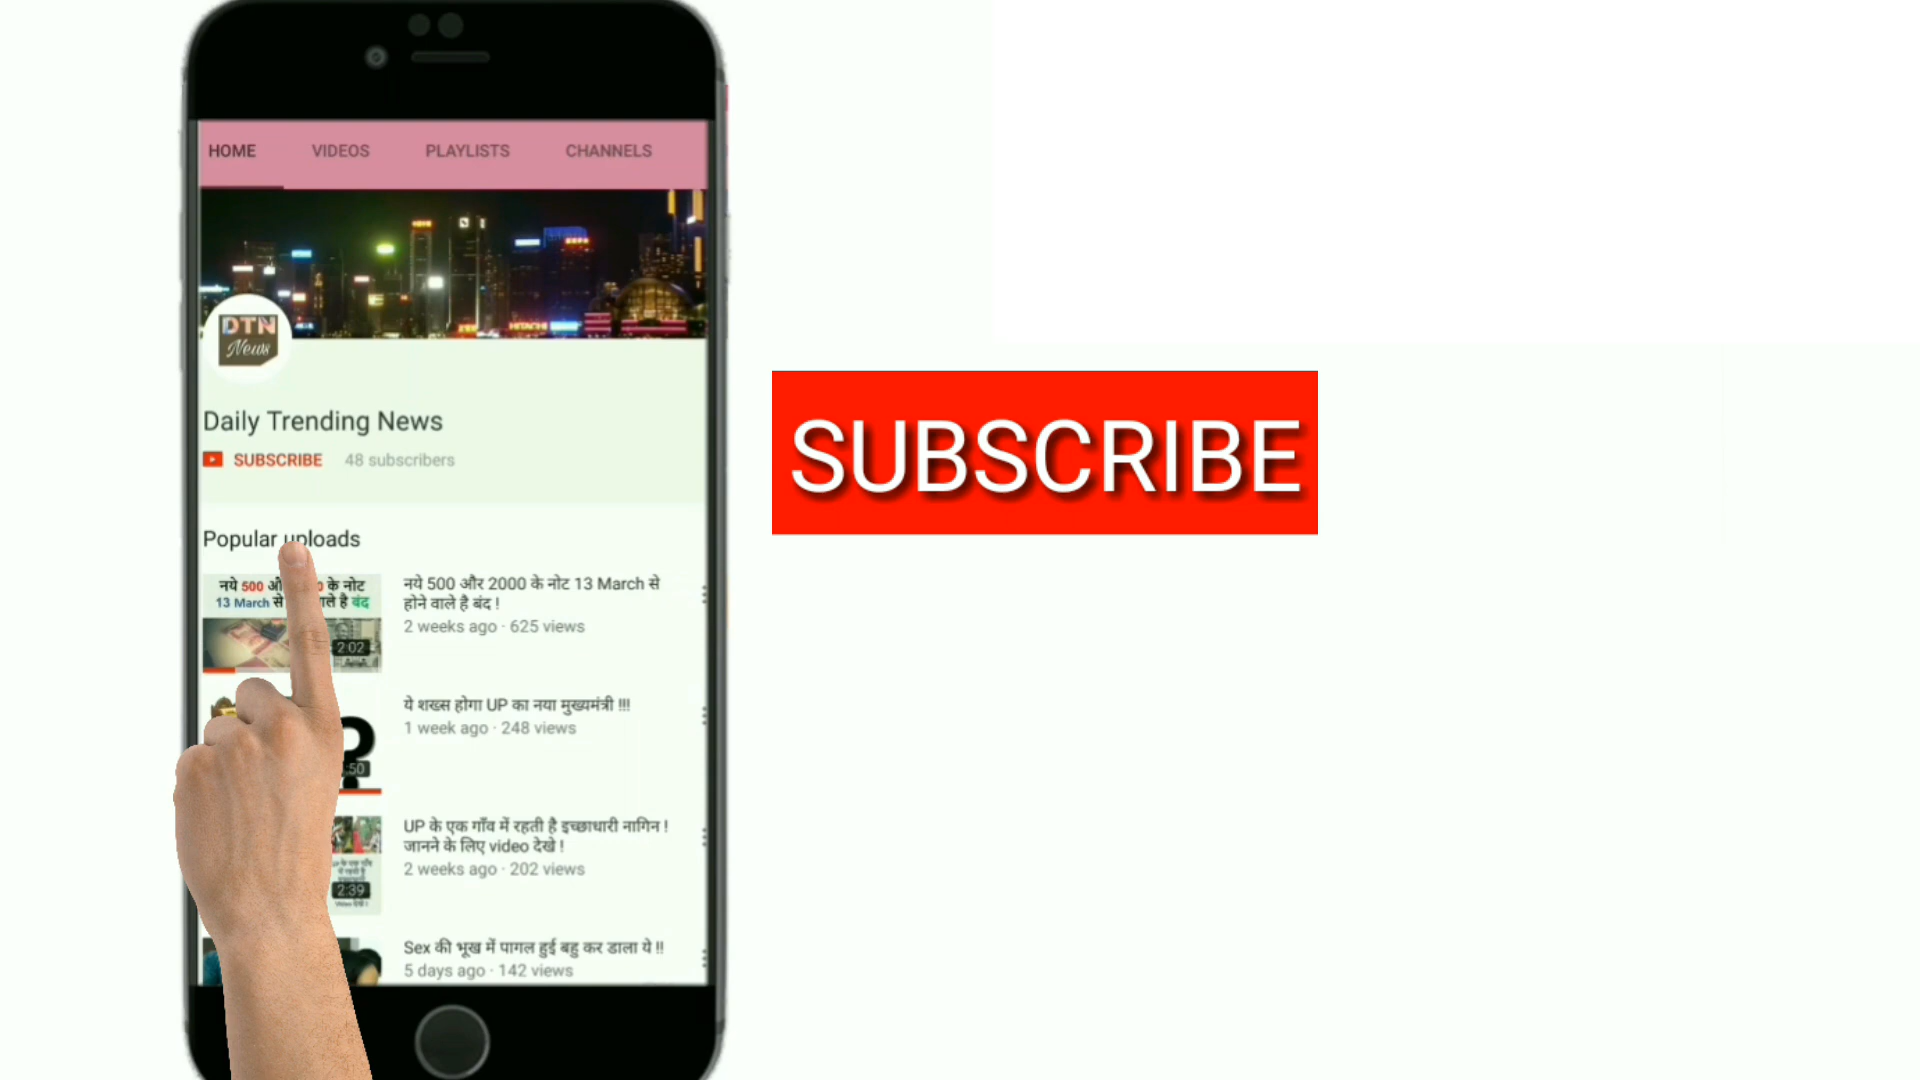 HOME VIDEOS PLAYLISTS CHANNELS
DTN
News
Daily Trending News
SUBSCRIBE 48 subscribers
SUBSCRIBE
Popular uploads
नये 500 के नोट
13 March से वाले है बंद
2:02
नये 500 और 2000 के नोट 13 March से
होने वाले है बंद !
2 weeks ago · 625 views
:50
ये शख्स होगा UP का नया मुख्यमंत्री !!!
1 week ago · 248 views
2:39
UP के एक गाँव में रहती है इच्छाधारी नागिन !
जानने के लिए video देखे !
2 weeks ago · 202 views
Sex की भूख में पागल हुई बहु कर डाला ये !!
5 days ago · 142 views